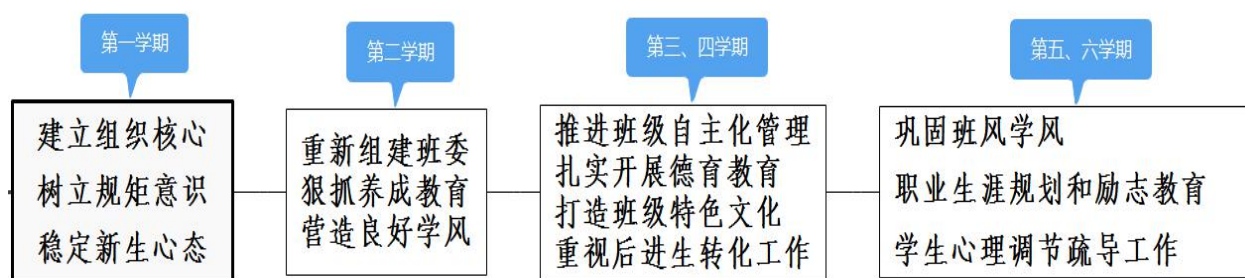 第一学期
建立组织核心
树立规矩意识
稳定新生心态
第二学期
重新组建班委
狠抓养成教育
营造良好学风
第三、四学期
推进班级自主化管理
扎实开展德育教育
打造班级特色文化
重视后进生转化工作
第五、六学期
巩固班风学风
职业生涯规划和励志教育
学生心理调节疏导工作